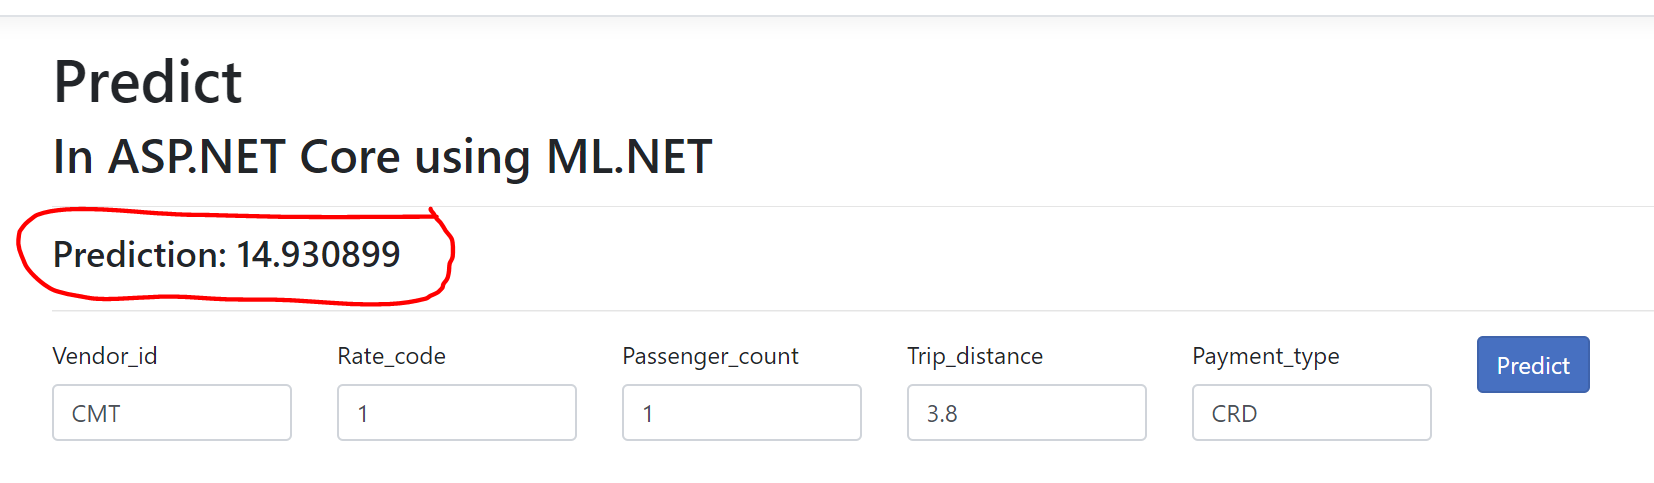 Predict
In ASP.NET Core using ML.NET
Prediction: 14.930899
Vendor_id Rate_code Passenger_count Trip_distance Payment_type Predict
CMT 1 1 3.8 CRD